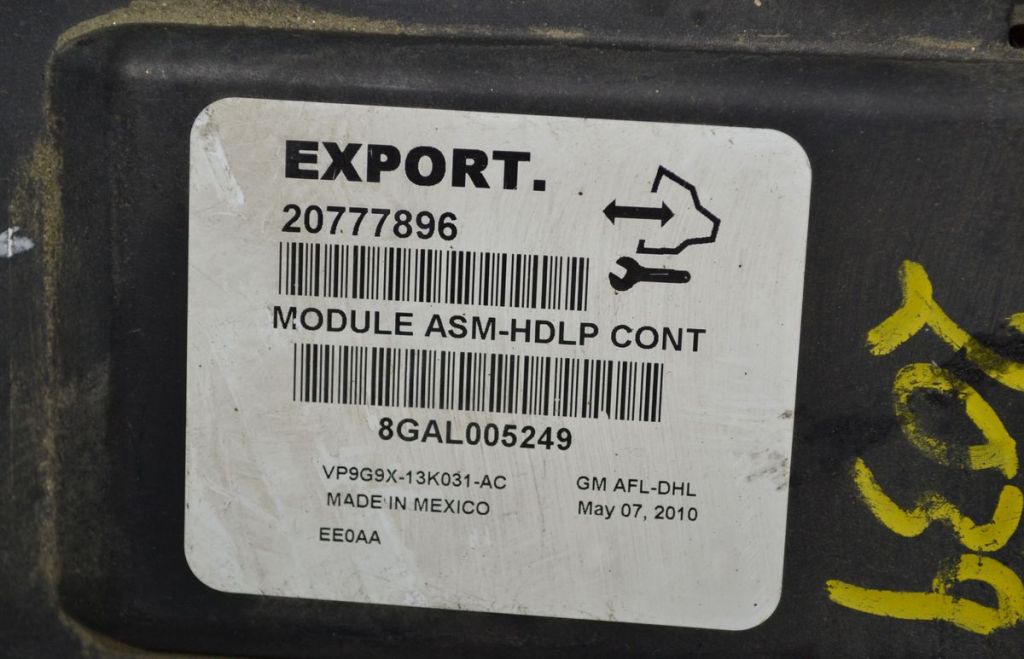 EXPORT.
20777896
MODULE ASM-HDLP CONT
8GAL005249
VP9G9X-13K031-AC GM AFL-DHL
MADE IN MEXICO May 07, 2010
EE0AA